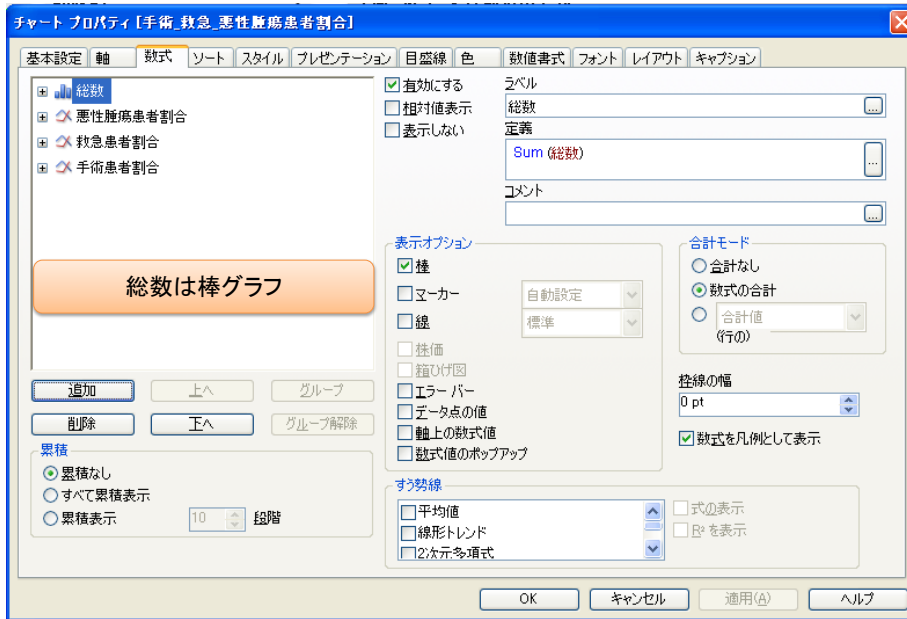 チャート プロパティ [手術_救急_悪性腫瘍患者割合]
基本設定 軸 数式 ソート スタイル プレゼンテーション 目盛線 色 数値書式 フォント レイアウト キャプション
総数
悪性腫瘍患者割合
救急患者割合
手術患者割合
総数は棒グラフ
追加 上へ グループ
削除 下へ グループ解除
累積
累積なし
すべて累積表示
累積表示 10 段階
有効にする
相対値表示
表示しない
ラベル
総数
定義
Sum (総数)
コメント
表示オプション
棒
マーカー 自動設定
線 標準
株価
箱ひげ図
エラー バー
データ点の値
軸上の数式値
数式値のポップアップ
合計モード
合計なし
数式の合計
合計値
(行の)
枠線の幅
0 pt
数式を凡例として表示
すう勢線
平均値
線形トレンド
2次元多項式
式の表示
R² を表示
OK キャンセル 適用(A) ヘルプ